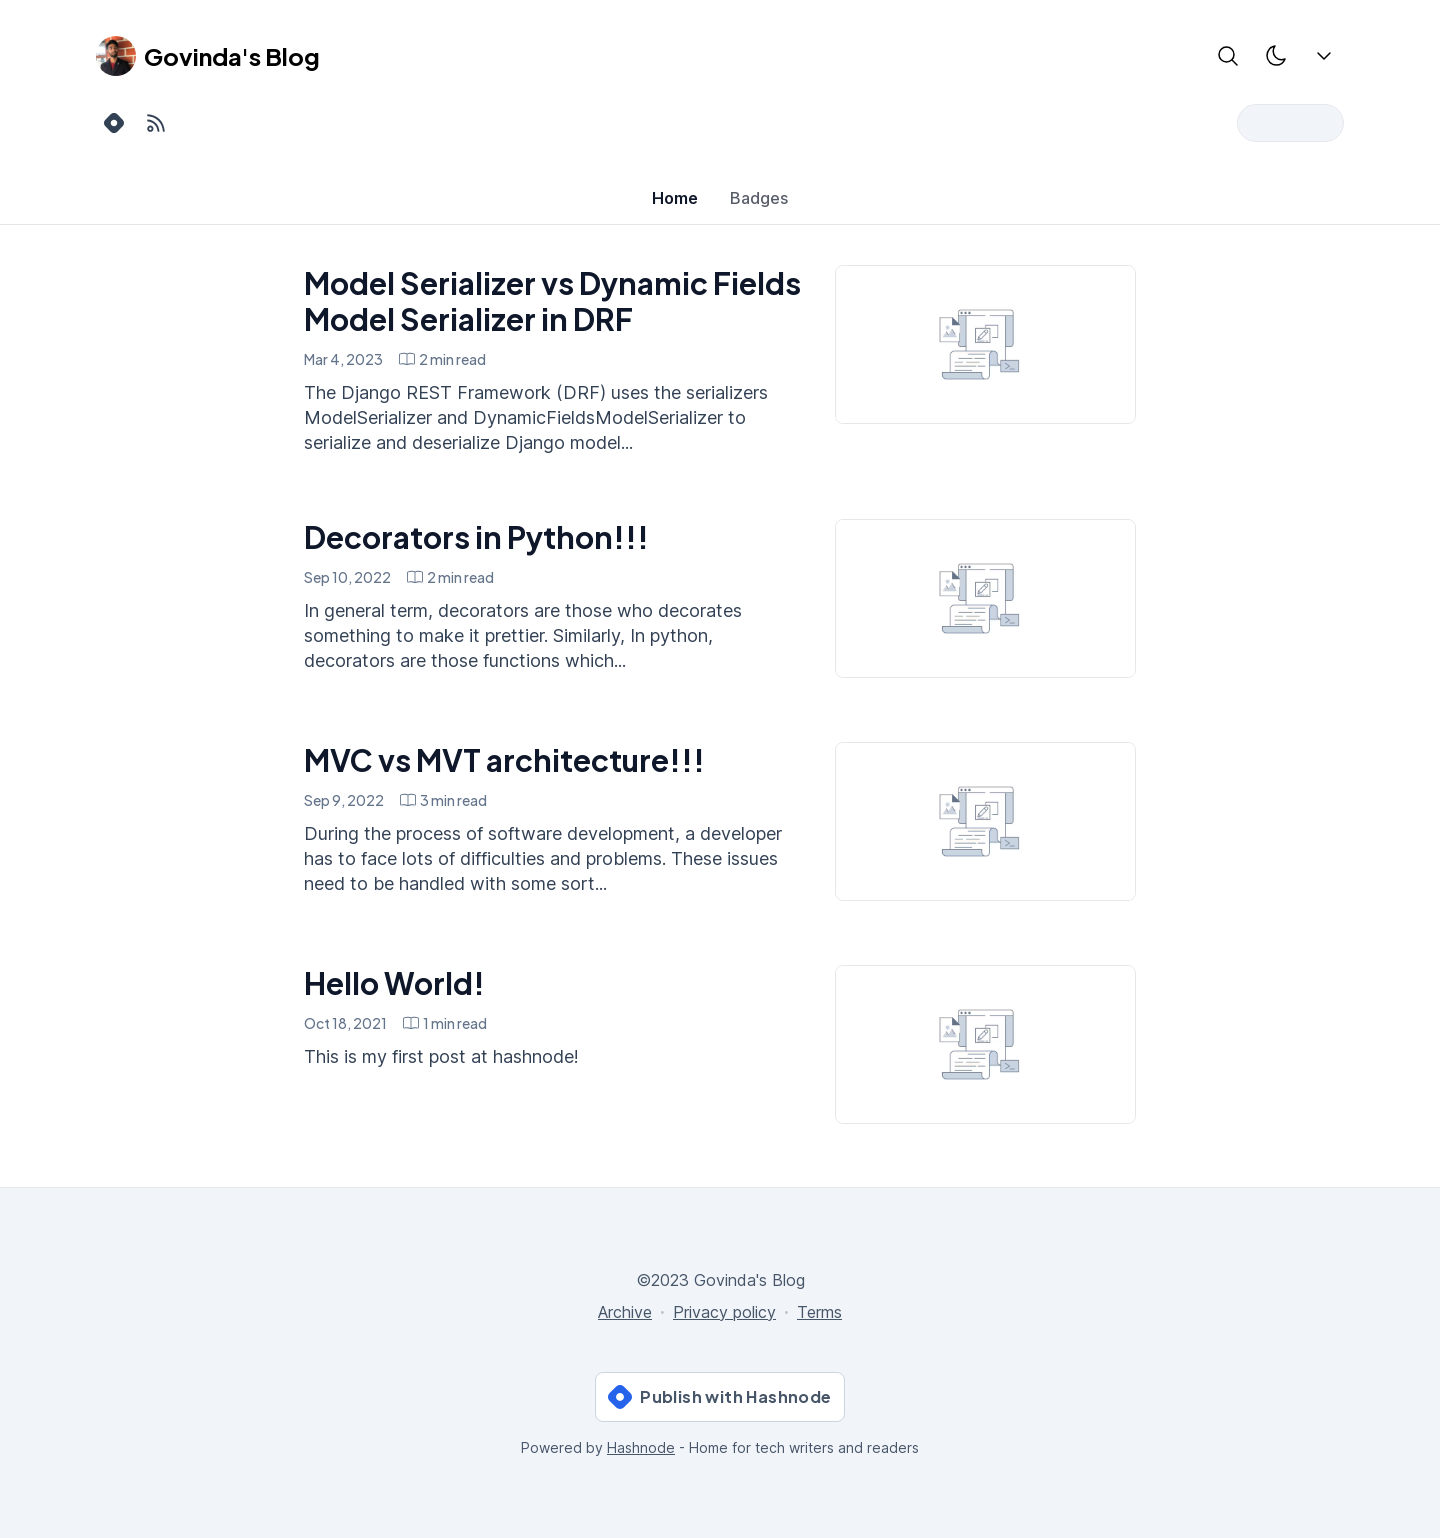 Govinda's Blog
Home
Badges
Model Serializer vs Dynamic Fields
Model Serializer in DRF
Mar 4, 2023
2 min read
The Django REST Framework (DRF) uses the serializers
ModelSerializer and DynamicFieldsModelSerializer to
serialize and deserialize Django model...
Decorators in Python!!!
Sep 10, 2022
2 min read
In general term, decorators are those who decorates
something to make it prettier. Similarly, In python,
decorators are those functions which...
MVC vs MVT architecture!!!
Sep 9, 2022
3 min read
During the process of software development, a developer
has to face lots of difficulties and problems. These issues
need to be handled with some sort...
Hello World!
Oct 18, 2021
1 min read
This is my first post at hashnode!
©2023 Govinda's Blog
Archive · Privacy policy · Terms
Publish with Hashnode
Powered by Hashnode - Home for tech writers and readers